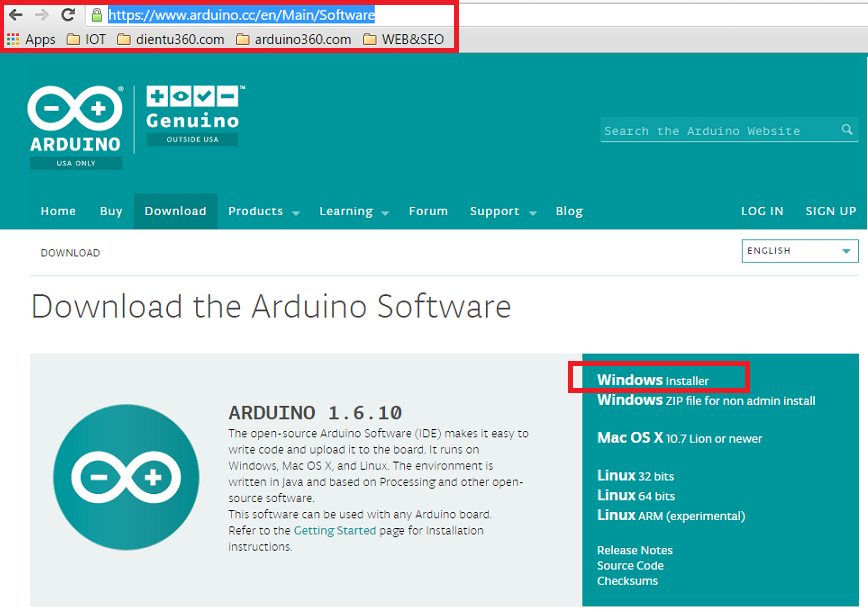 https://www.arduino.cc/en/Main/Software
Apps IOT dientu360.com arduino360.com WEB&SEO
ARDUINO
USA ONLY
Genuino
OUTSIDE USA
Search the Arduino Website
Home Buy Download Products Learning Forum Support Blog LOG IN SIGN UP
DOWNLOAD
ENGLISH
Download the Arduino Software
ARDUINO 1.6.10
The open-source Arduino Software (IDE) makes it easy to
write code and upload it to the board. It runs on
Windows, Mac OS X, and Linux. The environment is
written in Java and based on Processing and other open-
source software.
This software can be used with any Arduino board.
Refer to the Getting Started page for Installation
instructions.
Windows Installer
Windows ZIP file for non admin install
Mac OS X 10.7 Lion or newer
Linux 32 bits
Linux 64 bits
Linux ARM (experimental)
Release Notes
Source Code
Checksums